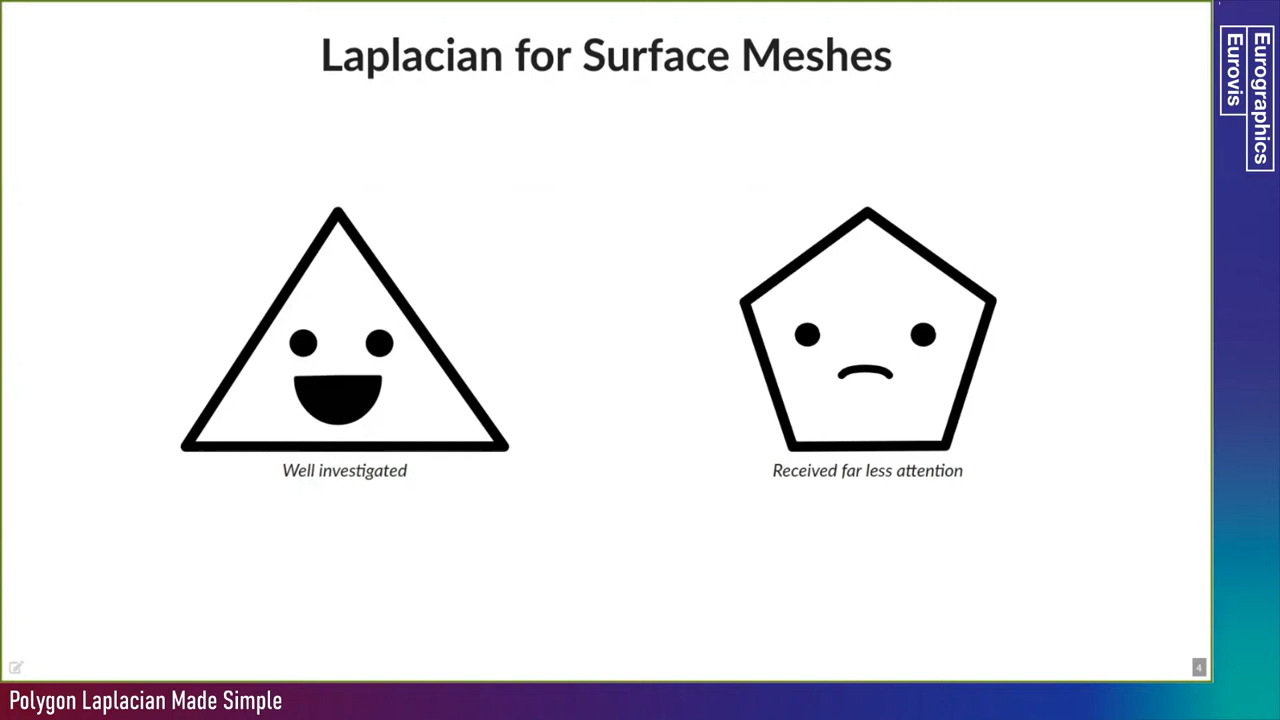 Laplacian for Surface Meshes
Eurographics
Eurovis
Well investigated
Received far less attention
4
Polygon Laplacian Made Simple